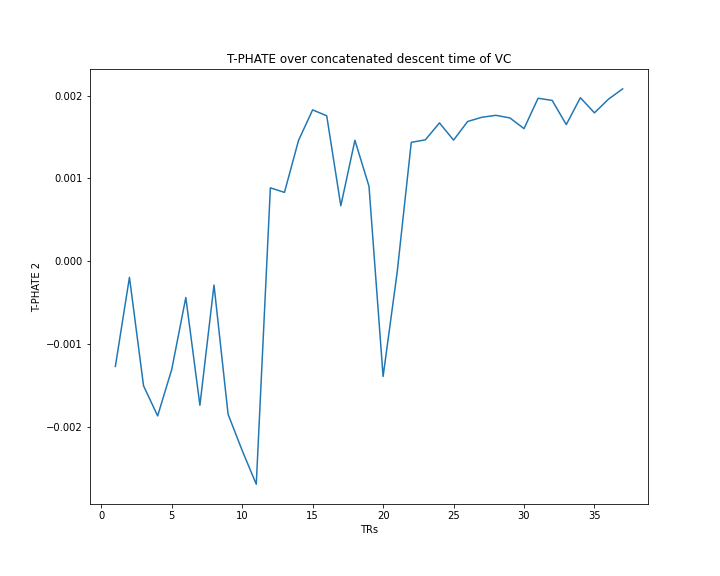 T-PHATE over concatenated descent time of VC
T-PHATE 2
0.002
0.001
0.000
−0.001
−0.002
0 5 10 15 20 25 30 35
TRs